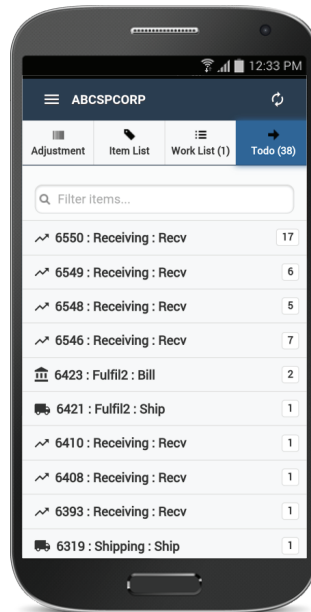 12:33 PM
ABCSPCORP
Adjustment Item List Work List (1) Todo (38)
Filter items...
6550 : Receiving : Recv 17
6549 : Receiving : Recv 6
6548 : Receiving : Recv 5
6546 : Receiving : Recv 7
6423 : Fulfil2 : Bill 2
6421 : Fulfil2 : Ship 1
6410 : Receiving : Recv 1
6408 : Receiving : Recv 1
6393 : Receiving : Recv 1
6319 : Shipping : Ship 1